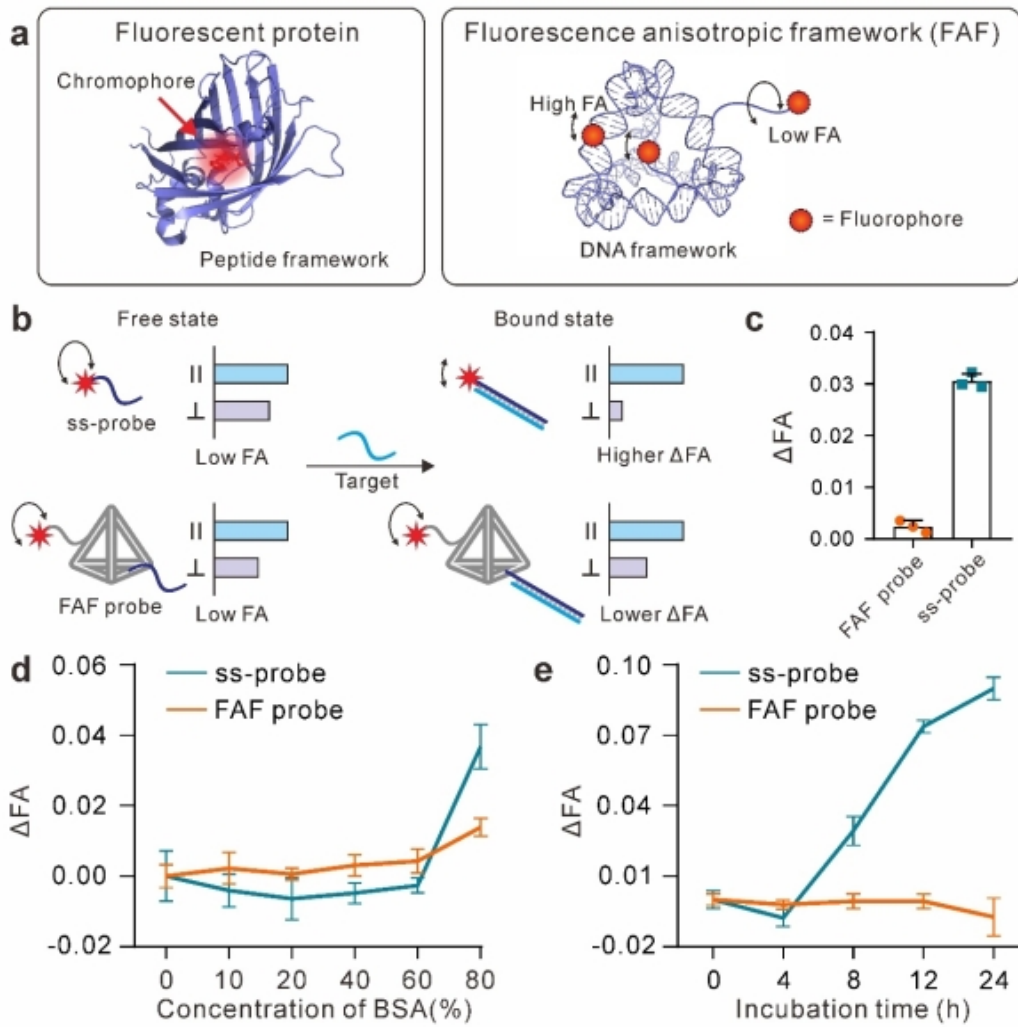 a
Fluorescent protein
Chromophore
Peptide framework
Fluorescence anisotropic framework (FAF)
High FA
Low FA
DNA framework
= Fluorophore
b
Free state
Bound state
ss-probe
||
⊥
Low FA
Target
||
⊥
Higher ΔFA
FAF probe
||
⊥
Low FA
||
⊥
Lower ΔFA
c
ΔFA
0.04
0.03
0.02
0.01
0.00
FAF probe
ss-probe
d
ss-probe
FAF probe
ΔFA
0.06
0.04
0.02
0.00
-0.02
0 10 20 40 60 80
Concentration of BSA(%)
e
ss-probe
FAF probe
ΔFA
0.10
0.07
0.04
0.01
-0.02
0 4 8 12 24
Incubation time (h)